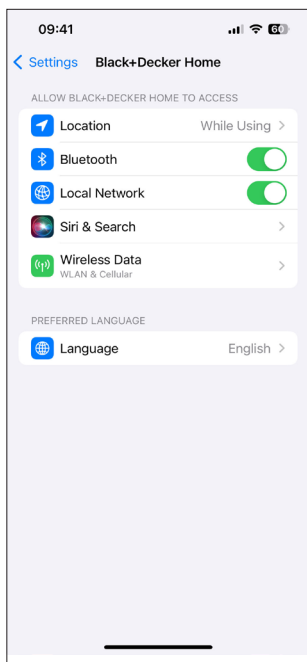 09:41
60
Settings Black+Decker Home
ALLOW BLACK+DECKER HOME TO ACCESS
Location While Using
Bluetooth
Local Network
Siri & Search
Wireless Data
WLAN & Cellular
PREFERRED LANGUAGE
Language English